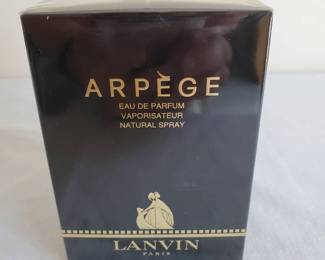 ARPÈGE
EAU DE PARFUM
VAPORISATEUR
NATURAL SPRAY
LANVIN
PARIS